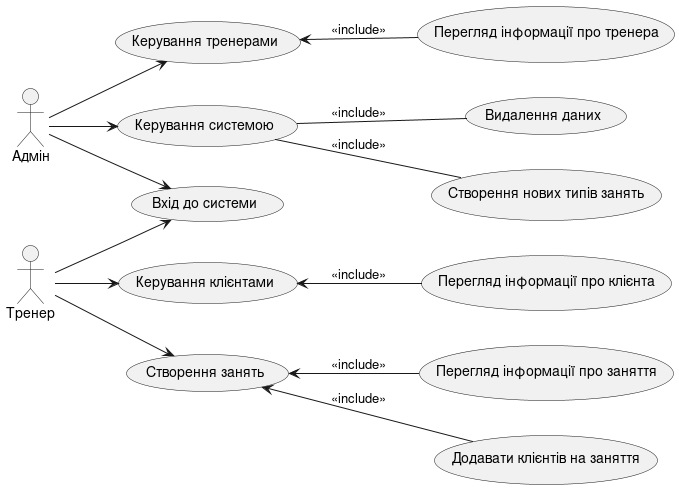 Керування тренерами
«include»
Перегляд інформації про тренера
Адмін
Керування системою
«include»
Видалення даних
«include»
Створення нових типів занять
Вхід до системи
Тренер
Керування клієнтами
«include»
Перегляд інформації про клієнта
Створення занять
«include»
Перегляд інформації про заняття
«include»
Додавати клієнтів на заняття